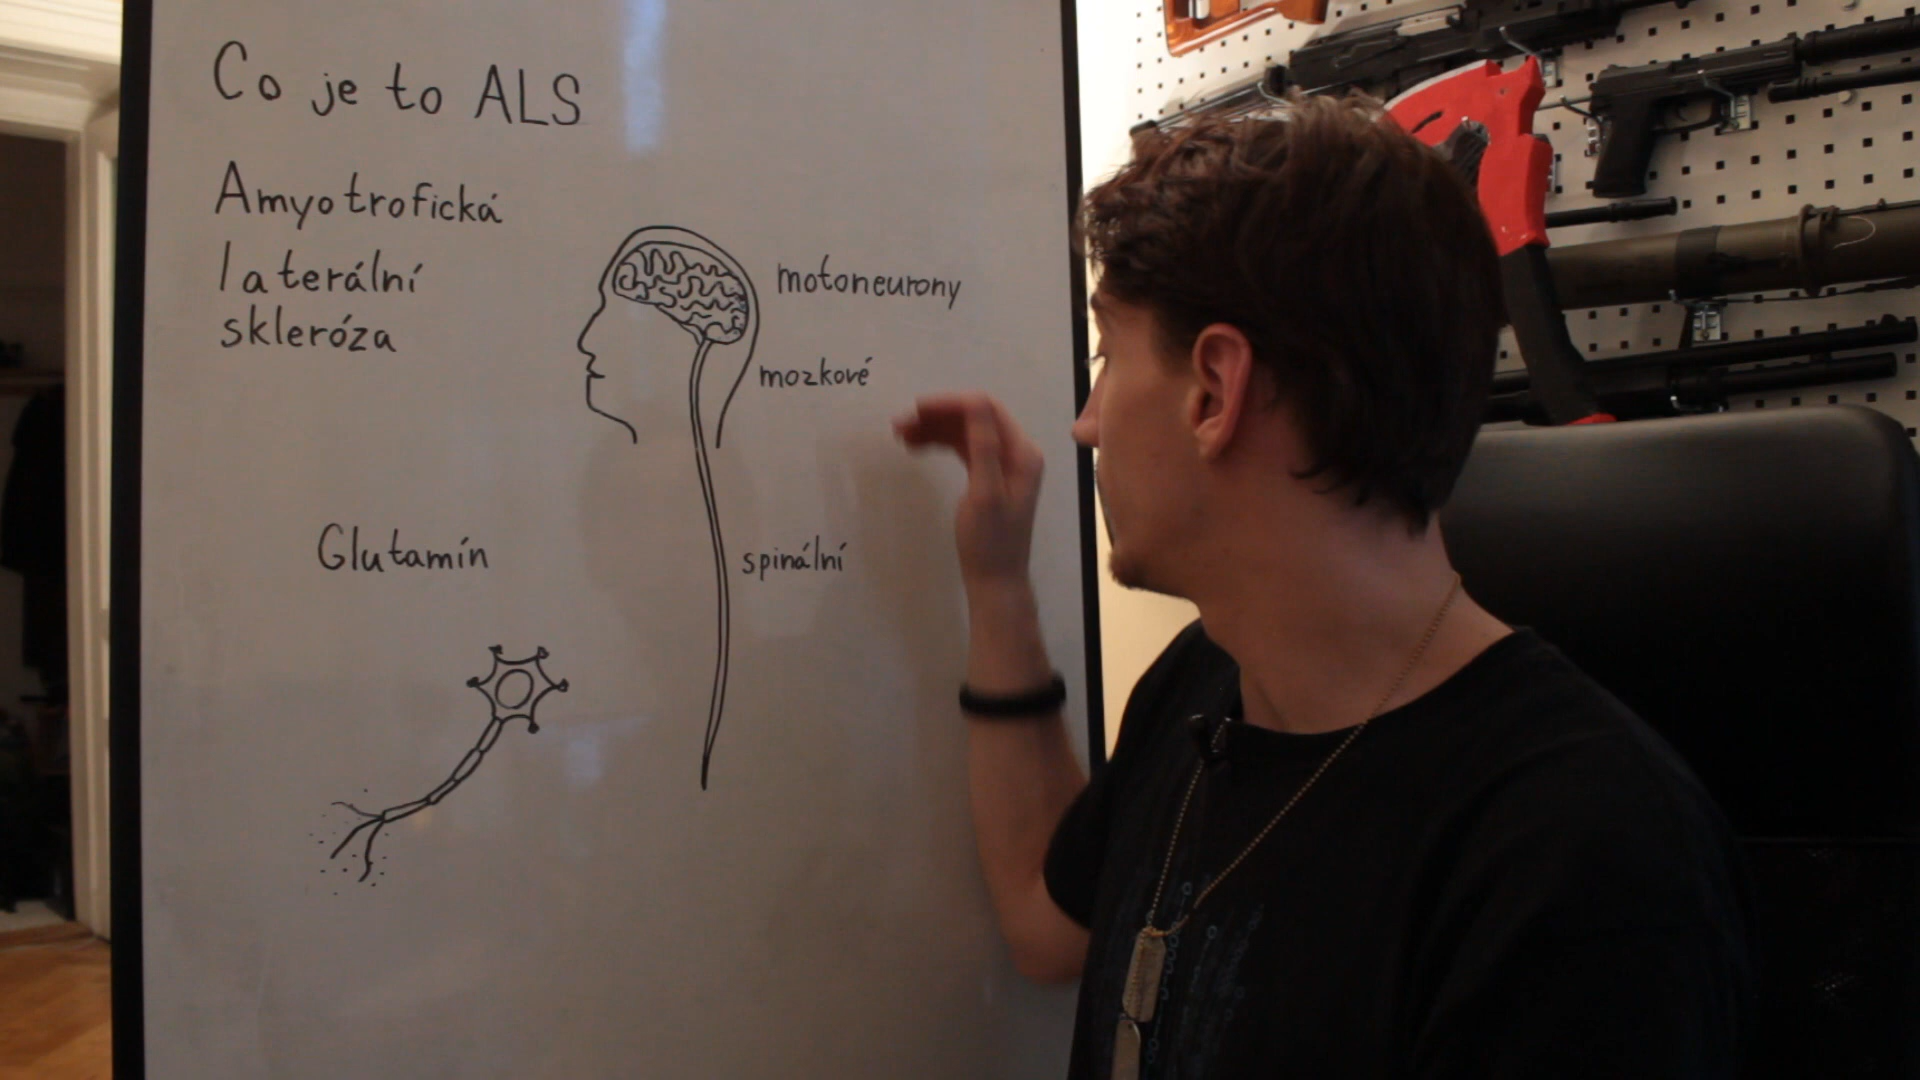 Co je to ALS
Amyotrofická
laterální
skleróza
motoneurony
mozkové
Glutamín
spinální